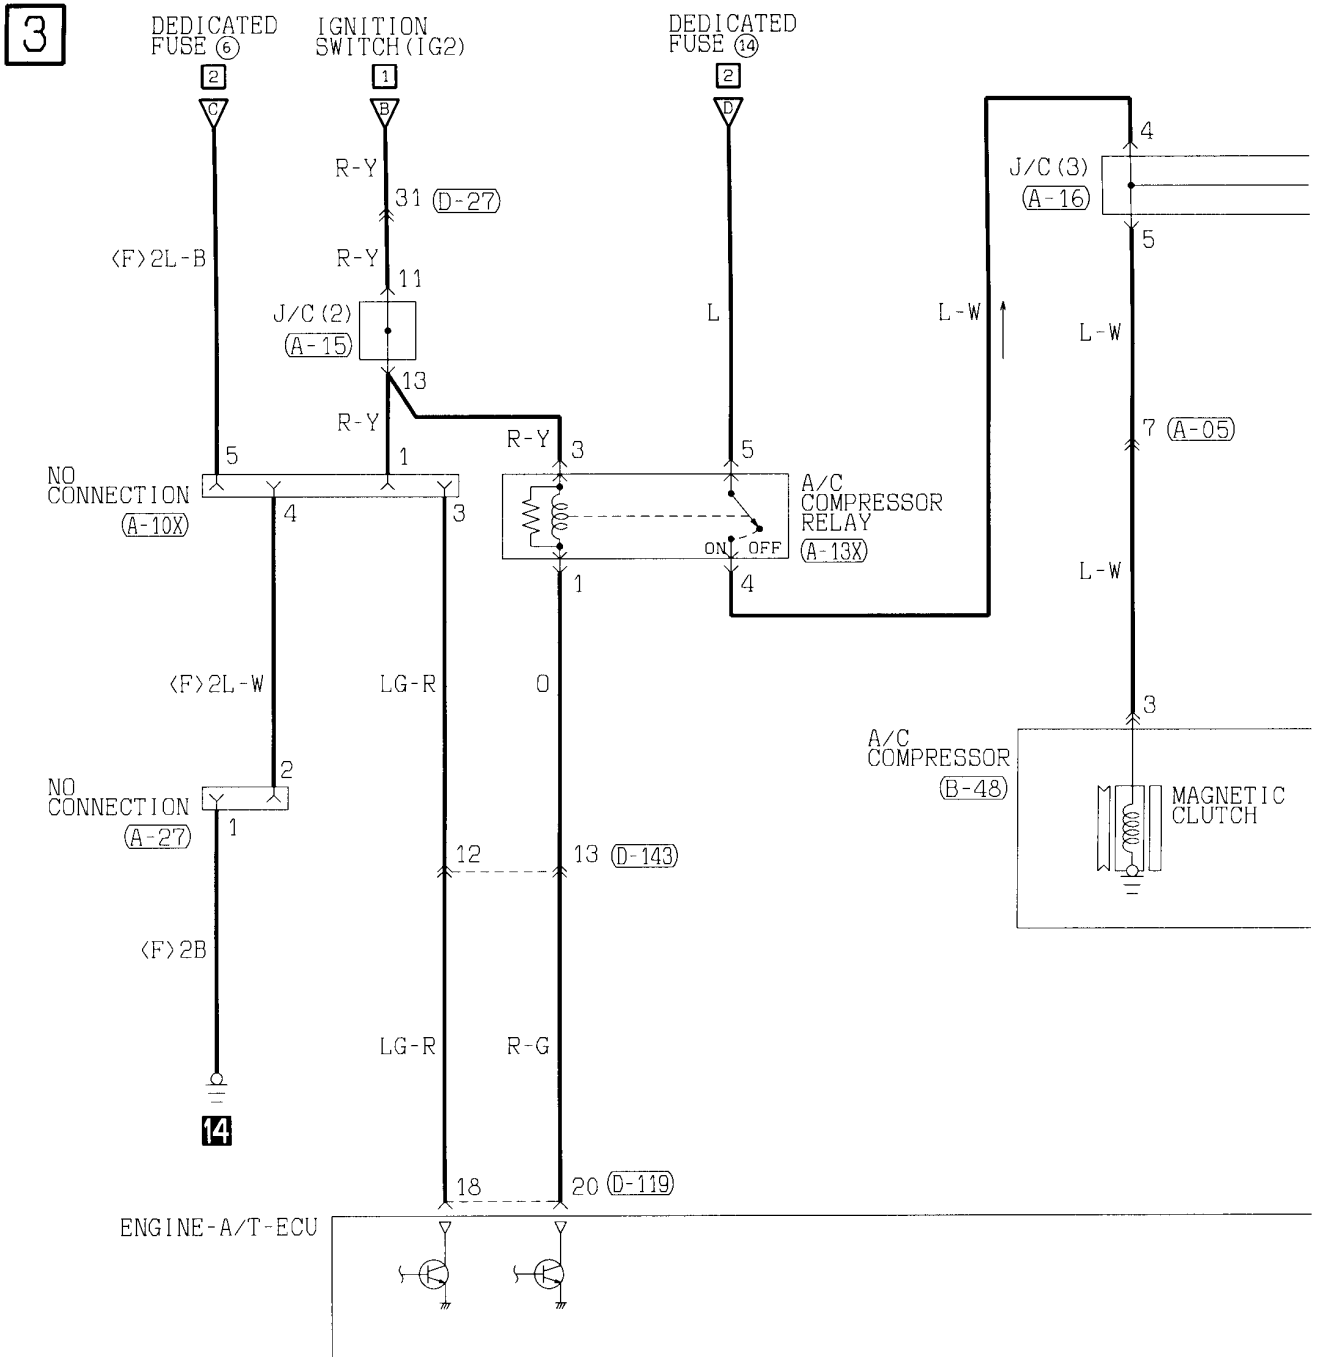 3
DEDICATED
FUSE ⑥
2
C
IGNITION
SWITCH(IG2)
1
B
DEDICATED
FUSE ⑭
2
D
R-Y
31 (D-27)
<F>2L-B
R-Y
11
J/C(2)
(A-15)
13
R-Y
R-Y
L
L-W
4
J/C(3)
(A-16)
5
L-W
7 (A-05)
L-W
3
5
1
3
5
NO
CONNECTION
(A-10X)
4
3
A/C
COMPRESSOR
RELAY
(A-13X)
ON OFF
1
4
<F>2L-W
LG-R
O
A/C
COMPRESSOR
(B-48)
MAGNETIC
CLUTCH
2
NO
CONNECTION
(A-27)
1
12
13 (D-143)
<F>2B
LG-R
R-G
14
18
20 (D-119)
ENGINE-A/T-ECU